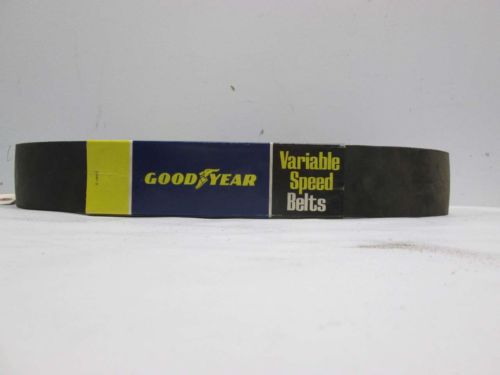 GOODYEAR
Variable
Speed
Belts